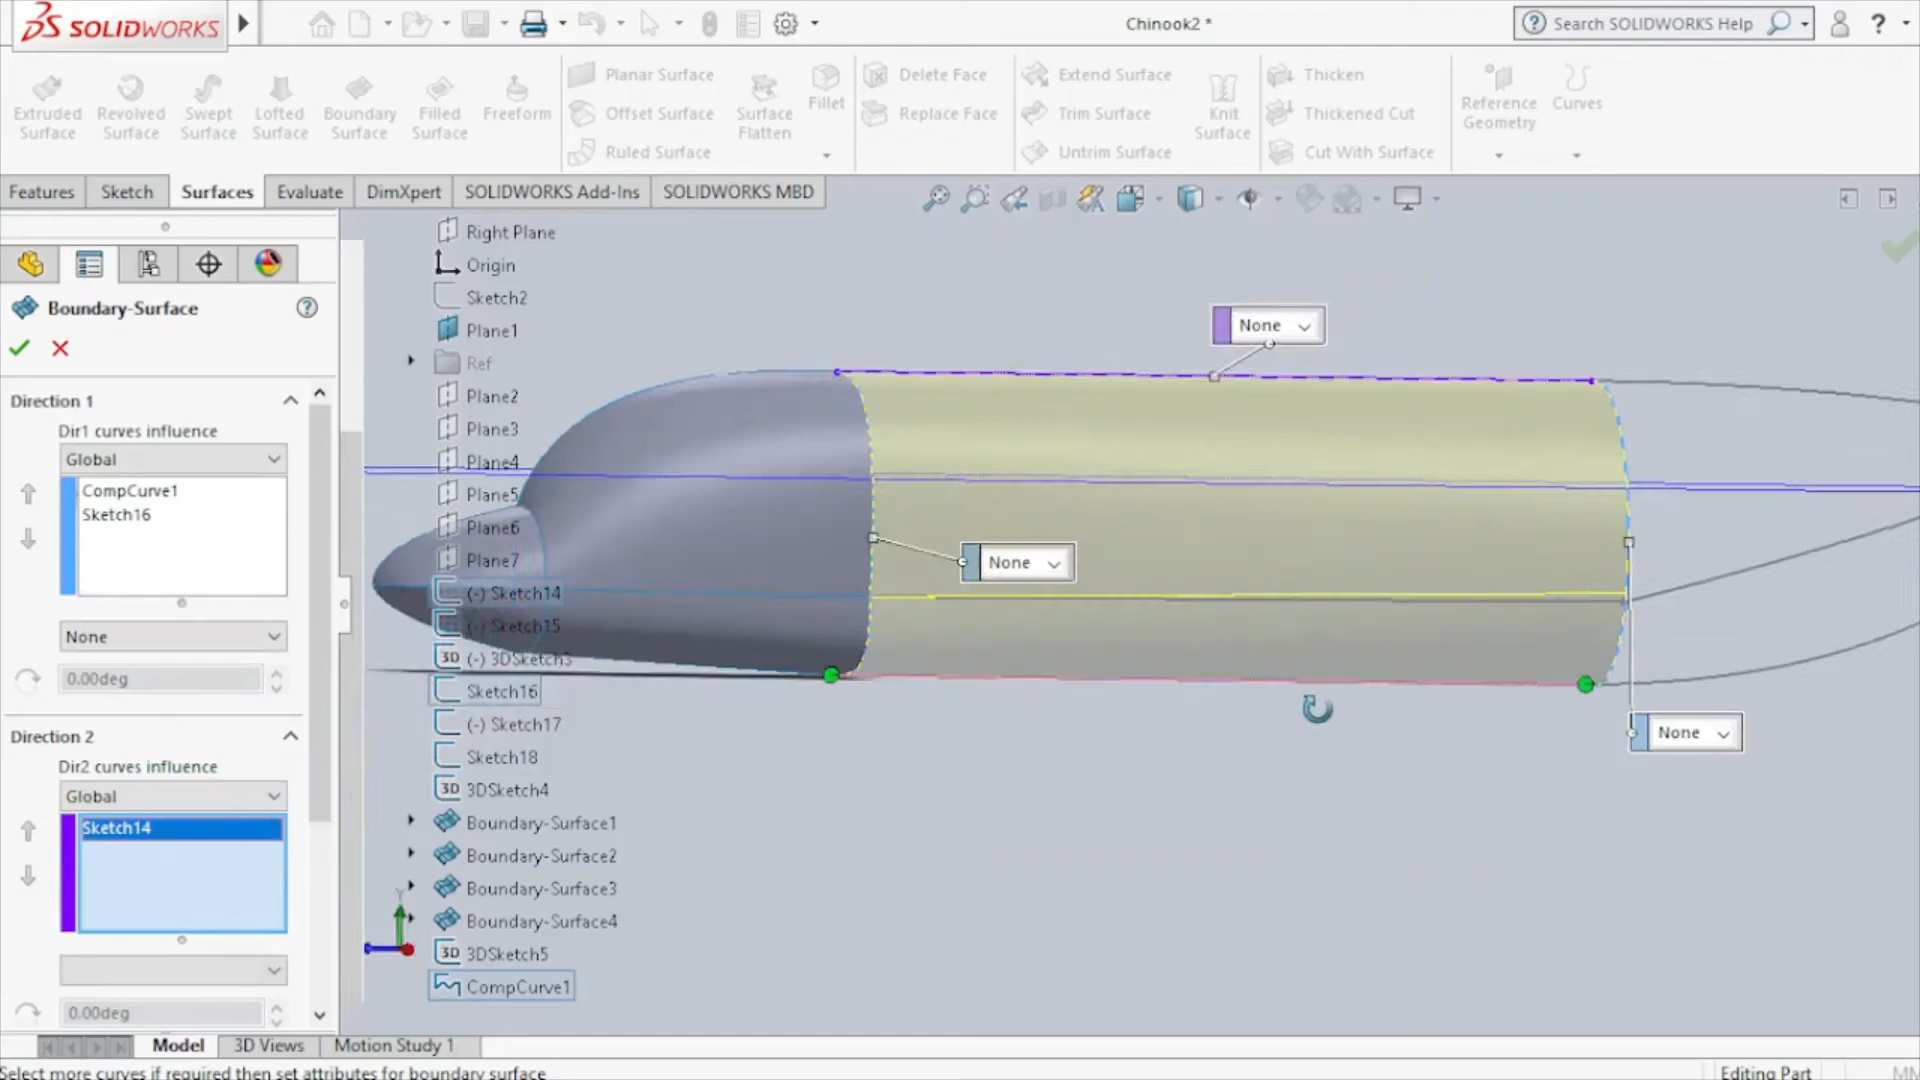 SOLIDWORKS
Chinook2 *
Search SOLIDWORKS Help
?
Extruded Surface
Revolved Surface
Swept Surface
Lofted Surface
Boundary Surface
Filled Surface
Freeform
Planar Surface
Offset Surface
Ruled Surface
Surface Flatten
Fillet
Delete Face
Replace Face
Extend Surface
Trim Surface
Untrim Surface
Knit Surface
Thicken
Thickened Cut
Cut With Surface
Reference Geometry
Curves
Features
Sketch
Surfaces
Evaluate
DimXpert
SOLIDWORKS Add-Ins
SOLIDWORKS MBD
Boundary-Surface
?
Direction 1
Dir1 curves influence
Global
CompCurve1
Sketch16
None
0.00deg
Direction 2
Dir2 curves influence
Global
Sketch14
0.00deg
Right Plane
Origin
Sketch2
Plane1
Ref
Plane2
Plane3
Plane4
Plane5
Plane6
Plane7
(-) Sketch14
(-) Sketch15
3D (-) 3DSketch3
Sketch16
(-) Sketch17
Sketch18
3D 3DSketch4
Boundary-Surface1
Boundary-Surface2
Boundary-Surface3
Boundary-Surface4
3D 3DSketch5
CompCurve1
None
None
None
Y
Model
3D Views
Motion Study 1
Select more curves if required then set attributes for boundary surface
Editing Part
MM